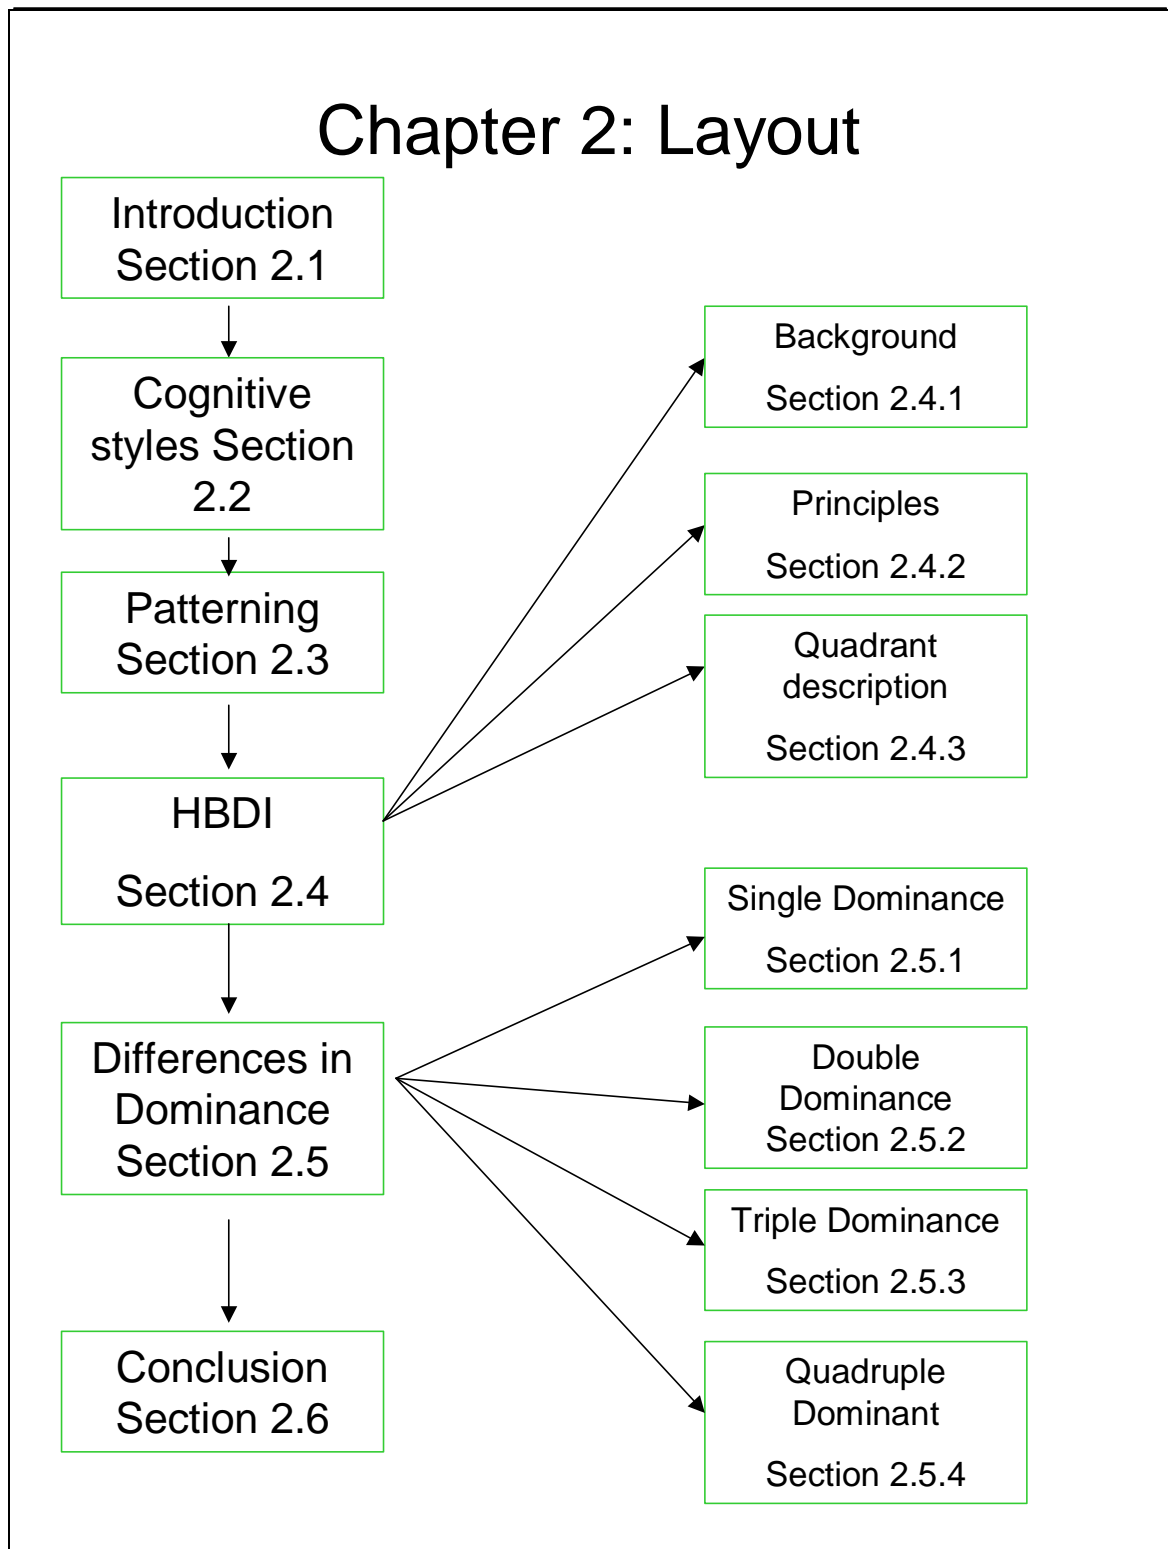 Chapter 2: Layout
Introduction
Section 2.1
Cognitive
styles Section
2.2
Patterning
Section 2.3
HBDI
Section 2.4
Differences in
Dominance
Section 2.5
Conclusion
Section 2.6
Background
Section 2.4.1
Principles
Section 2.4.2
Quadrant
description
Section 2.4.3
Single Dominance
Section 2.5.1
Double
Dominance
Section 2.5.2
Triple Dominance
Section 2.5.3
Quadruple
Dominant
Section 2.5.4